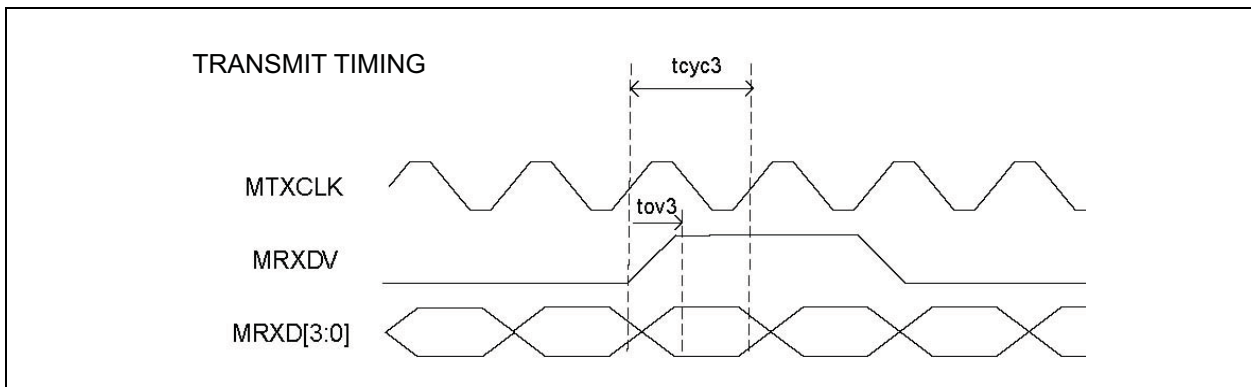 TRANSMIT TIMING
tcyc3
MTXCLK
tov3
MRXDV
MRXD[3:0]